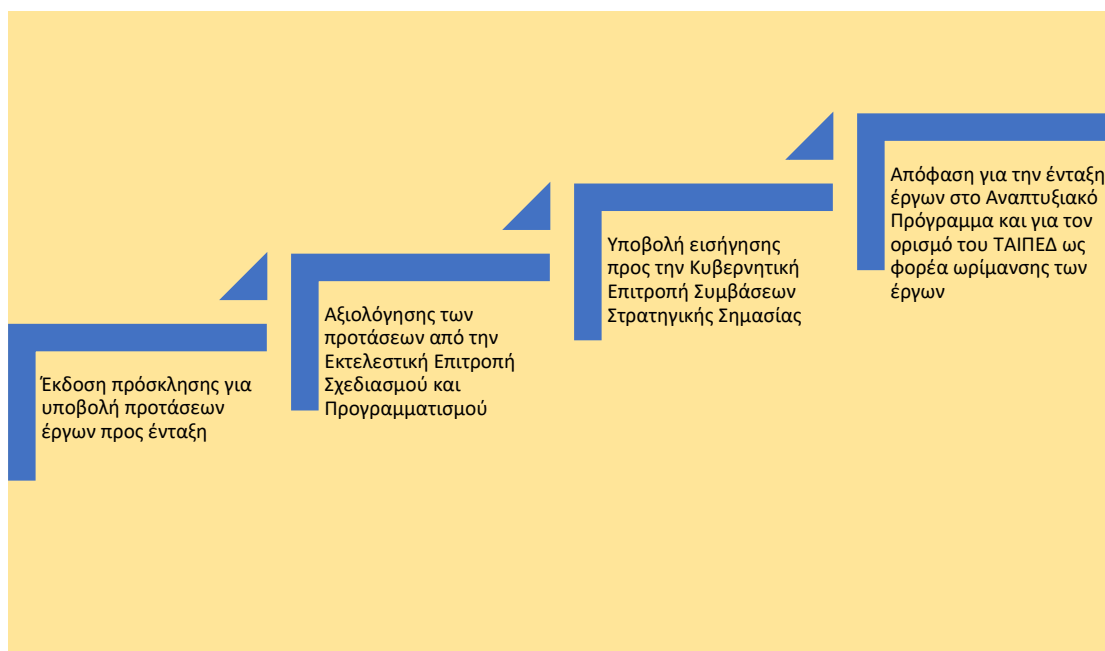 Έκδοση πρόσκλησης για
υποβολή προτάσεων
έργων προς ένταξη
Αξιολόγησης των
προτάσεων από την
Εκτελεστική Επιτροπή
Σχεδιασμού και
Προγραμματισμού
Υποβολή εισήγησης
προς την Κυβερνητική
Επιτροπή Συμβάσεων
Στρατηγικής Σημασίας
Απόφαση για την ένταξη
έργων στο Αναπτυξιακό
Πρόγραμμα και για τον
ορισμό του ΤΑΙΠΕΔ ως
φορέα ωρίμανσης των
έργων